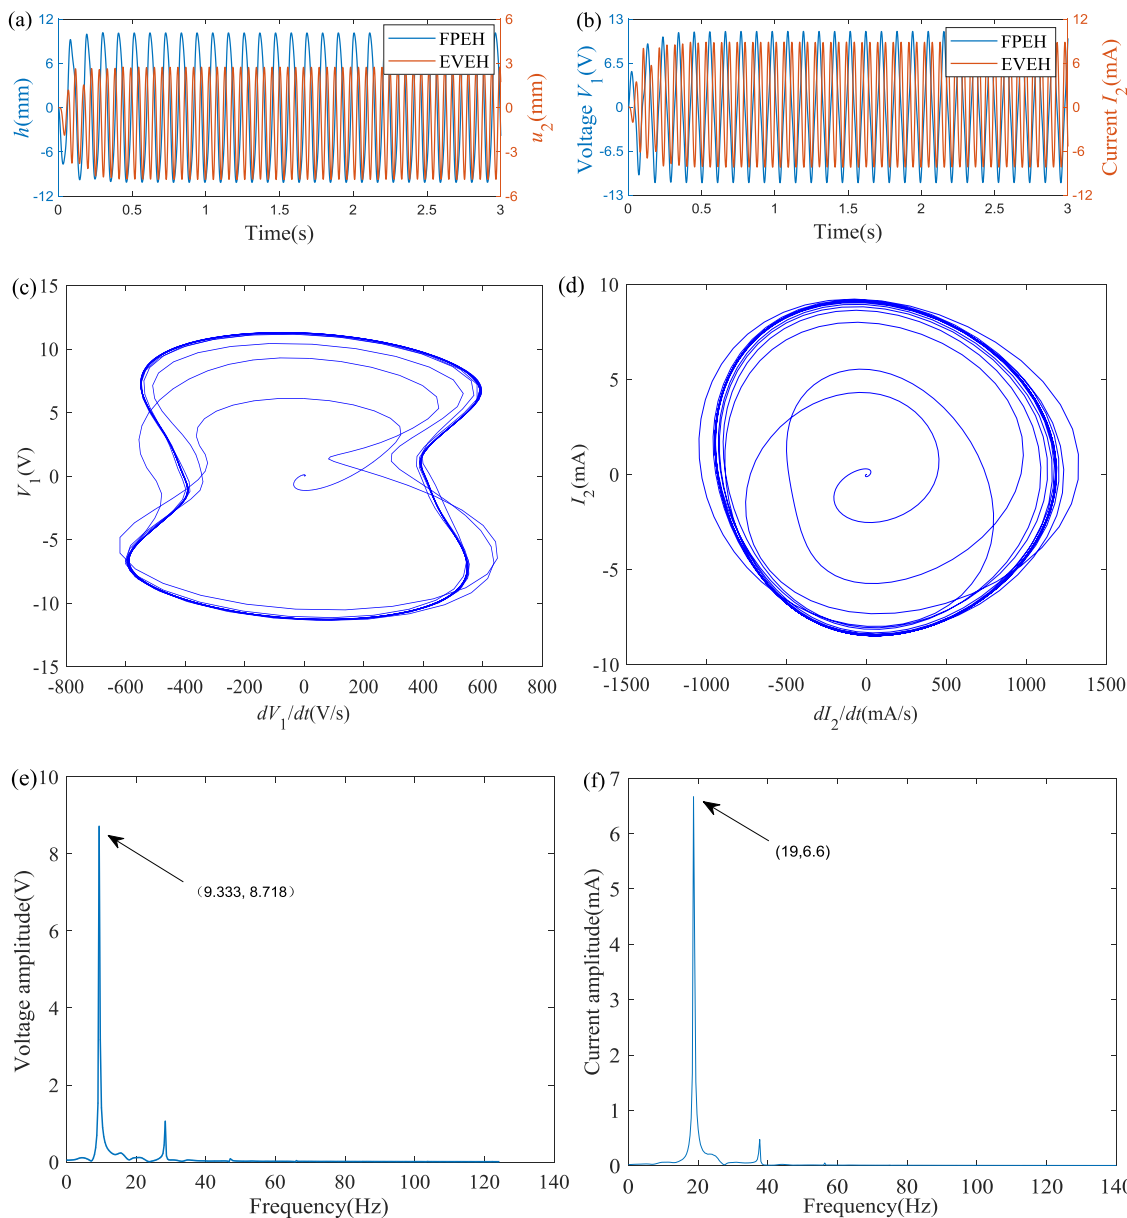 (a)
12
6
0
-6
-12
h(mm)
6
3
0
-3
-6
u2(mm)
FPEH
EVEH
0 0.5 1 1.5 2 2.5 3
Time(s)
(b)
13
6.5
0
-6.5
-13
Voltage V1(V)
12
6
0
-6
-12
Current I2(mA)
FPEH
EVEH
0 0.5 1 1.5 2 2.5 3
Time(s)
(c)
15
10
5
0
-5
-10
-15
V1(V)
-800 -600 -400 -200 0 200 400 600 800
dV1/dt(V/s)
(d)
10
5
0
-5
-10
I2(mA)
-1500 -1000 -500 0 500 1000 1500
dI2/dt(mA/s)
(e)
10
8
6
4
2
0
Voltage amplitude(V)
(9.333, 8.718)
0 20 40 60 80 100 120 140
Frequency(Hz)
(f)
7
6
5
4
3
2
1
0
Current amplitude(mA)
(19,6.6)
0 20 40 60 80 100 120 140
Frequency(Hz)